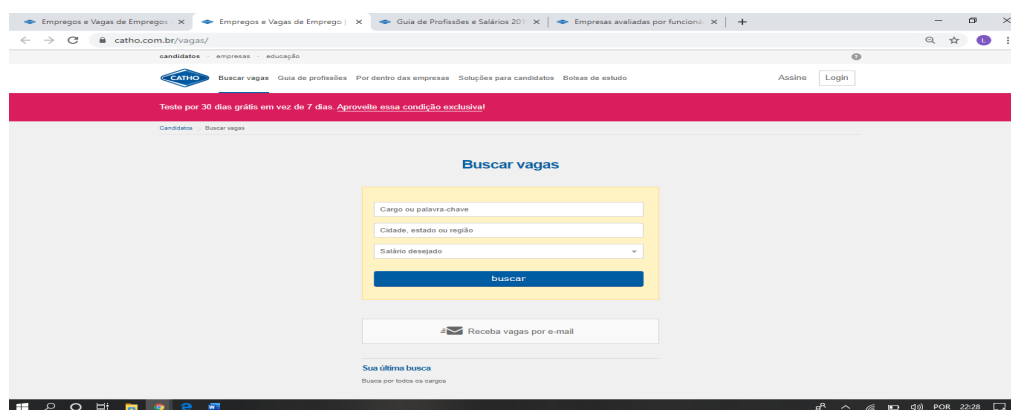 Empregos e Vagas de Empregos
Empregos e Vagas de Emprego |
Guia de Profissões e Salários 201
Empresas avaliadas por funcioná
catho.com.br/vagas/
L
candidatos
empresas
educação
CATHO
Buscar vagas
Guia de profissões
Por dentro das empresas
Soluções para candidatos
Bolsas de estudo
Assine
Login
Teste por 30 dias grátis em vez de 7 dias. Aproveite essa condição exclusiva!
Candidatos
Buscar vagas
Buscar vagas
Cargo ou palavra-chave
Cidade, estado ou região
Salário desejado
buscar
Receba vagas por e-mail
Sua última busca
Busca por todos os cargos
POR 22:28